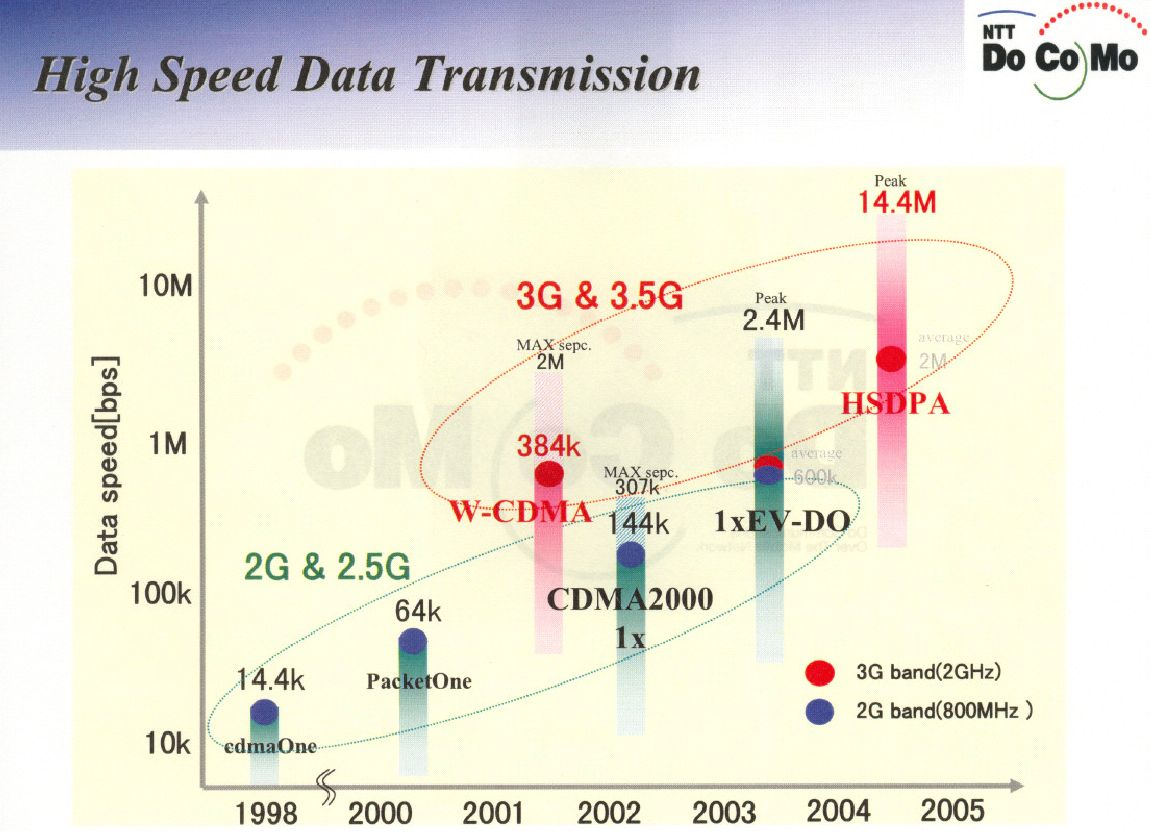 High Speed Data Transmission
NTT
Do Co Mo
Peak
14.4M
10M
3G & 3.5G
Peak
2.4M
MAX sepc.
2M
average
2M
HSDPA
Data speed[bps]
1M
384k
average
600k
MAX sepc.
307k
W-CDMA
144k
1xEV-DO
2G & 2.5G
100k
64k
CDMA2000
1x
14.4k
PacketOne
3G band(2GHz)
2G band(800MHz )
10k
cdmaOne
1998 2000 2001 2002 2003 2004 2005